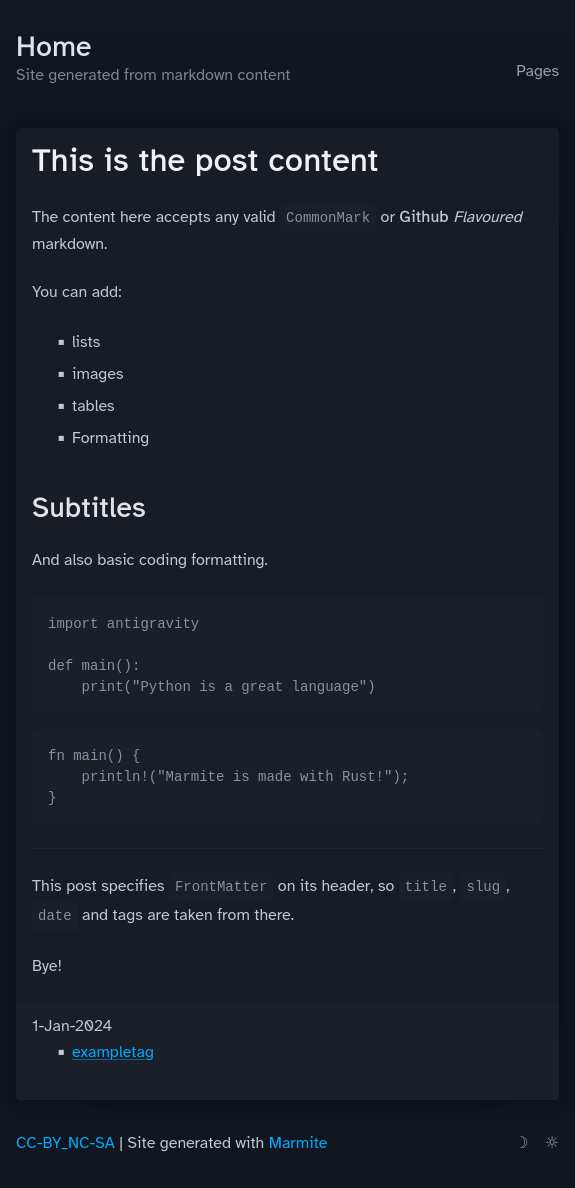 Home
Site generated from markdown content
Pages
This is the post content
The content here accepts any valid CommonMark or Github Flavoured
markdown.
You can add:
▪ lists
▪ images
▪ tables
▪ Formatting
Subtitles
And also basic coding formatting.
import antigravity

def main():
    print("Python is a great language")
fn main() {
    println!("Marmite is made with Rust!");
}
This post specifies FrontMatter on its header, so title, slug,
date and tags are taken from there.
Bye!
1-Jan-2024
▪ exampletag
CC-BY_NC-SA | Site generated with Marmite